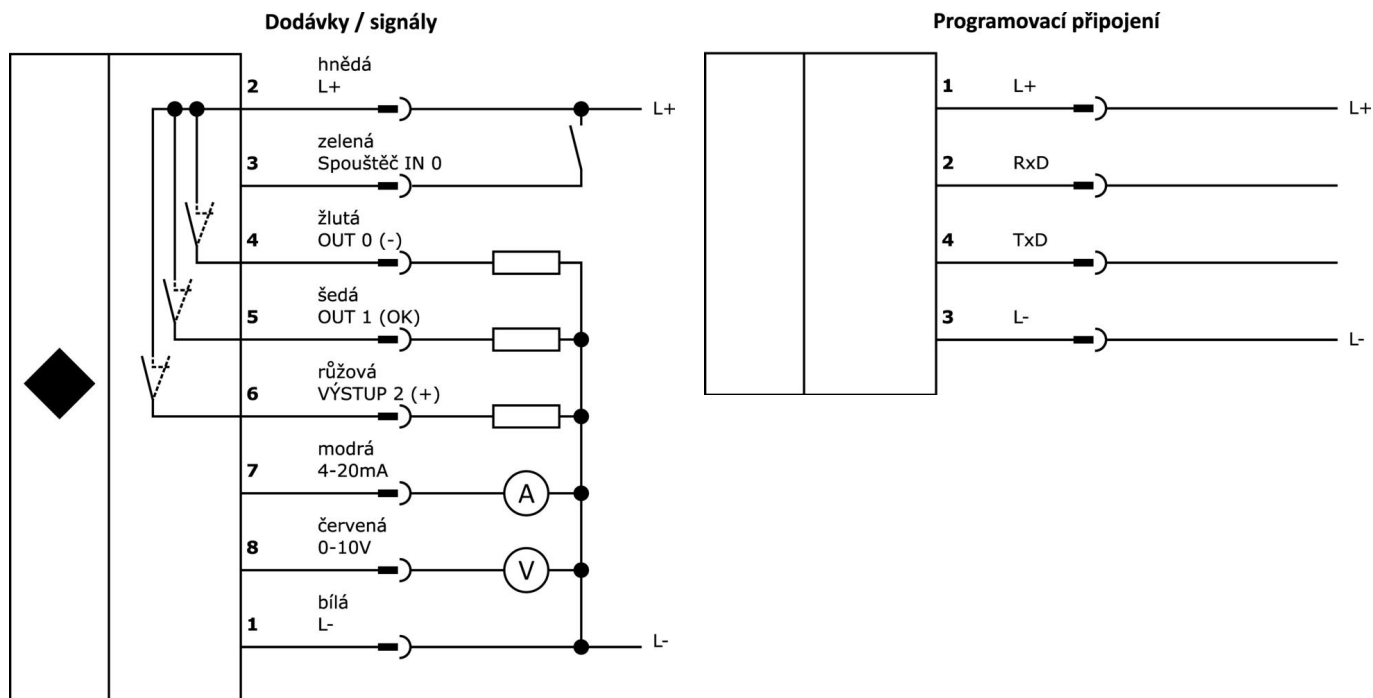 Dodávky / signály
hnědá
2 L+
L+
zelená
3 Spouštěč IN 0
žlutá
4 OUT 0 (-)
šedá
5 OUT 1 (OK)
růžová
6 VÝSTUP 2 (+)
modrá
7 4-20mA
A
červená
8 0-10V
V
bílá
1 L-
L-
Programovací připojení
1 L+
L+
2 RxD
4 TxD
3 L-
L-